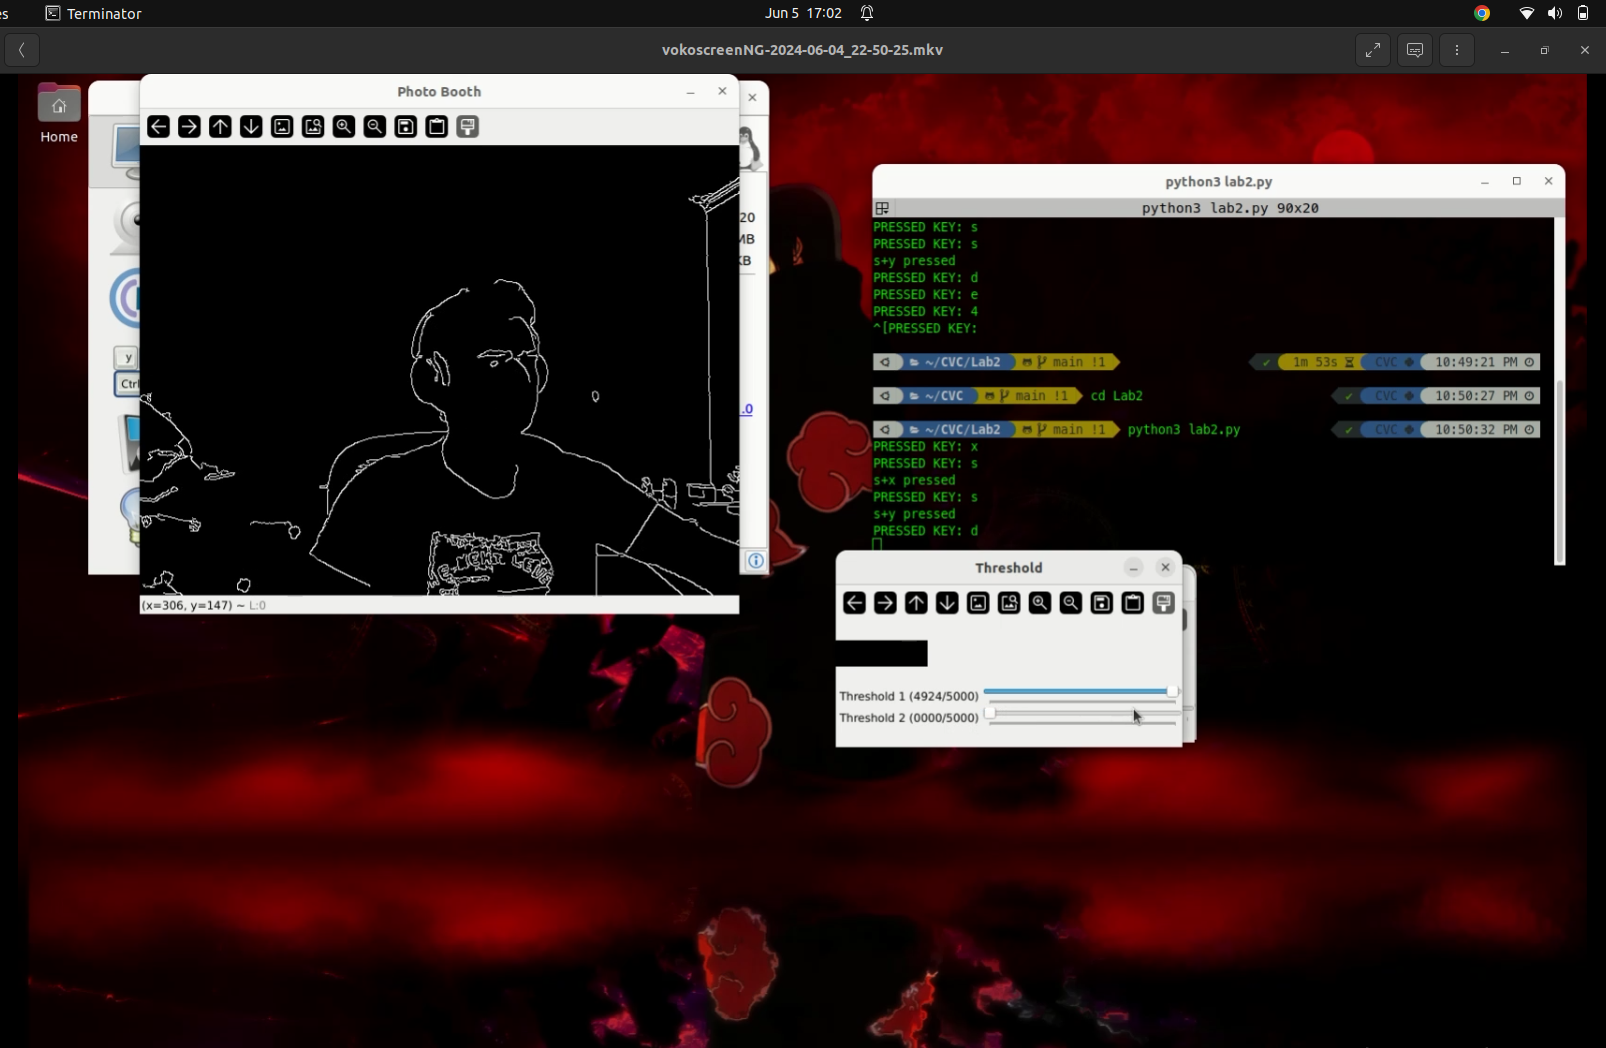 es Terminator Jun 5 17:02
vokoscreenNG-2024-06-04_22-50-25.mkv
Home
Photo Booth
20
MB
KB
.0
y
Ctrl
(x=306, y=147) ~ L:0
python3 lab2.py
python3 lab2.py 90x20
PRESSED KEY: s
PRESSED KEY: s
s+y pressed
PRESSED KEY: d
PRESSED KEY: e
PRESSED KEY: 4
^[PRESSED KEY:
~/CVC/Lab2 main !1 1m 53s CVC 10:49:21 PM
~/CVC main !1 cd Lab2 CVC 10:50:27 PM
~/CVC/Lab2 main !1 python3 lab2.py CVC 10:50:32 PM
PRESSED KEY: x
PRESSED KEY: s
s+x pressed
PRESSED KEY: s
s+y pressed
PRESSED KEY: d
Threshold
Threshold 1 (4924/5000)
Threshold 2 (0000/5000)